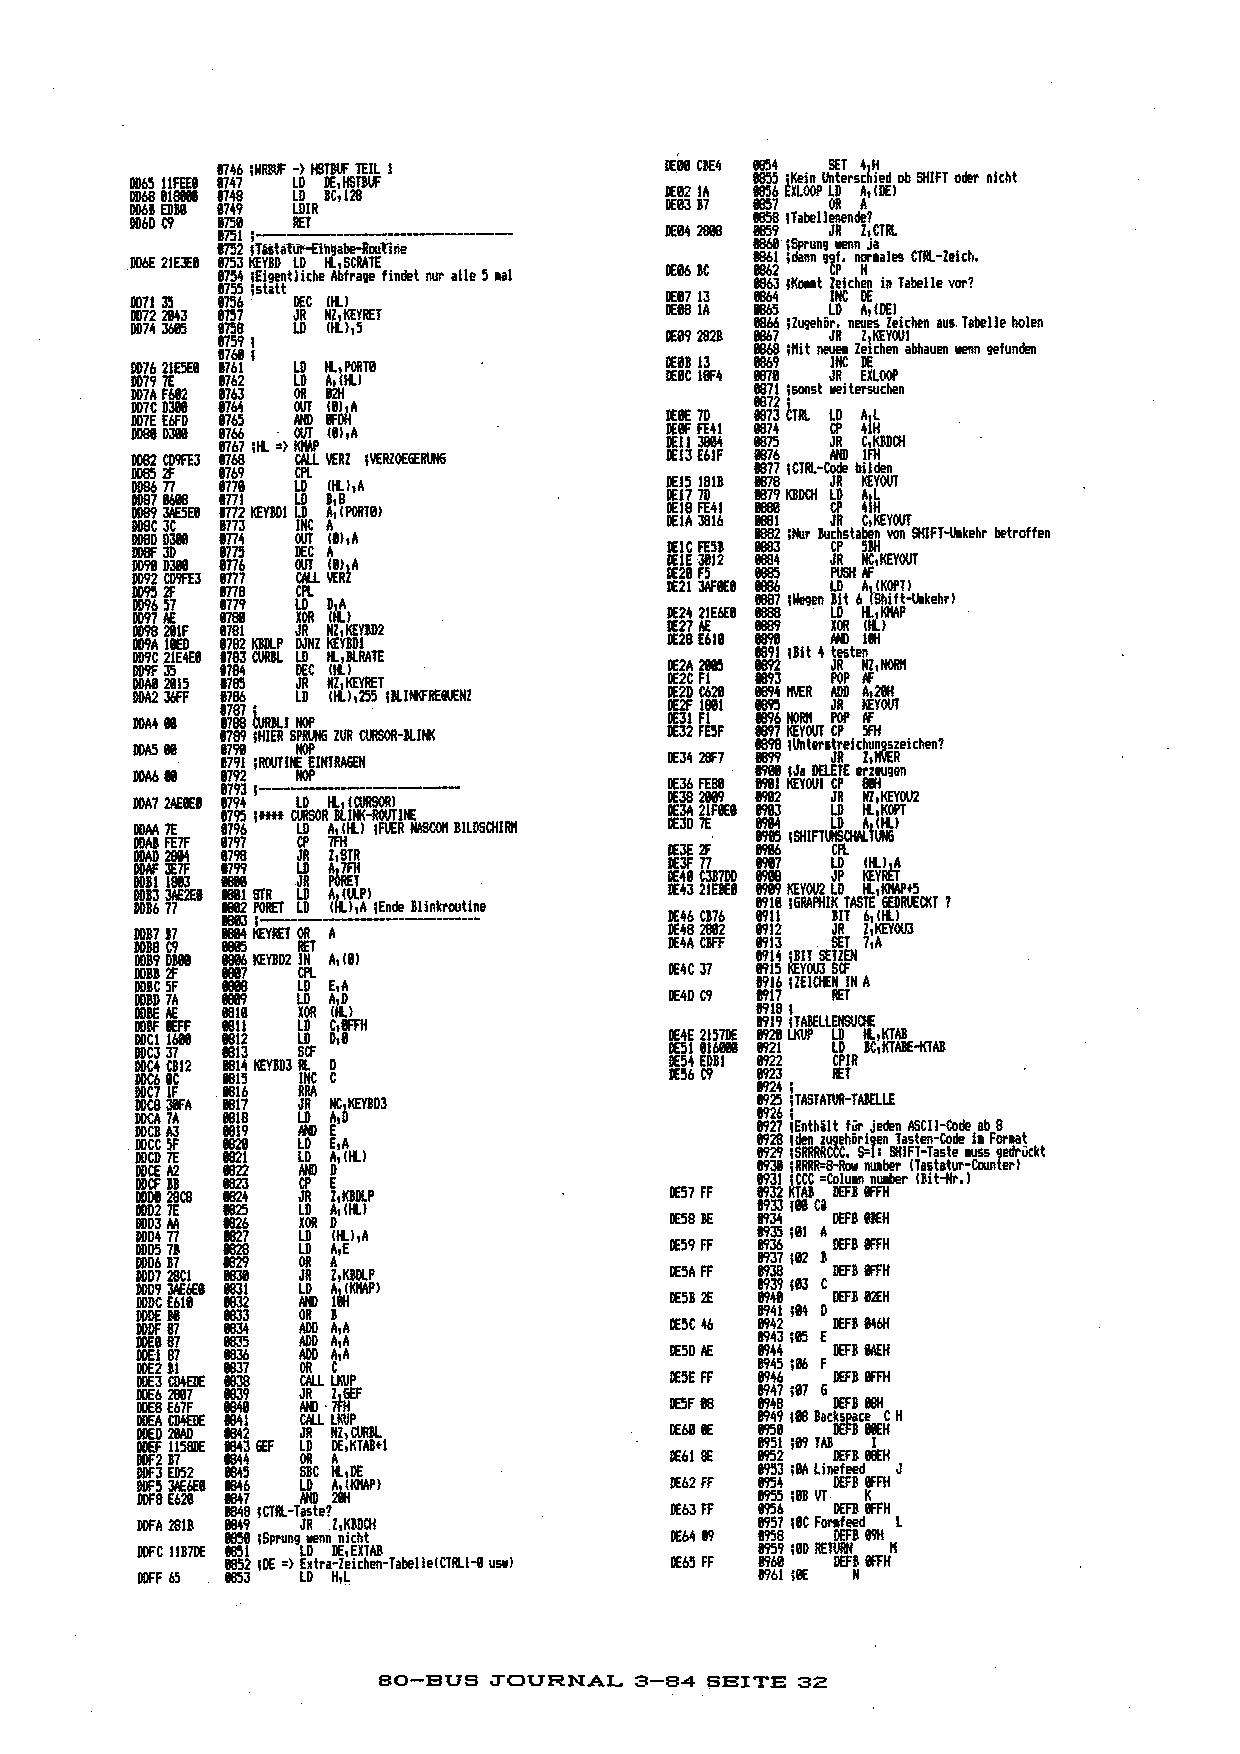 0746 ;WRBUF -> HSTBUF TEIL 1
DD65 11FEE0 0747 LD DE,HSTBUF
DD68 018000 0748 LD BC,128
DD6B EDB0 0749 LDIR
DD6D C9 0750 RET
0751 ;-----------------------------------
0752 ;Tastatur-Eingabe-Routine
DD6E 21E3E0 0753 KEYBD LD HL,SCRATE
0754 ;Eigentliche Abfrage findet nur alle 5 mal
0755 ;statt
DD71 35 0756 DEC (HL)
DD72 2043 0757 JR NZ,KEYRET
DD74 3605 0758 LD (HL),5
0759 ;
0760 ;
DD76 21E5E0 0761 LD HL,PORT0
DD79 7E 0762 LD A,(HL)
DD7A F602 0763 OR 02H
DD7C D300 0764 OUT (0),A
DD7E E6FD 0765 AND 0FDH
DD80 D300 0766 OUT (0),A
0767 ;HL => KMAP
DD82 CD9FE3 0768 CALL VERZ ;VERZOEGERUNG
DD85 2F 0769 CPL
DD86 77 0770 LD (HL),A
DD87 0608 0771 LD B,8
DD89 3AE5E0 0772 KEYBD1 LD A,(PORT0)
DD8C 3C 0773 INC A
DD8D D300 0774 OUT (0),A
DD8F 3D 0775 DEC A
DD90 D300 0776 OUT (0),A
DD92 CD9FE3 0777 CALL VERZ
DD95 2F 0778 CPL
DD96 57 0779 LD D,A
DD97 AE 0780 XOR (HL)
DD98 201F 0781 JR NZ,KEYBD2
DD9A 10ED 0782 KBDLP DJNZ KEYBD1
DD9C 21E4E0 0783 CURBL LD HL,BLRATE
DD9F 35 0784 DEC (HL)
DDA0 2015 0785 JR NZ,KEYRET
DDA2 36FF 0786 LD (HL),255 ;BLINKFREQUENZ
0787 ;
DDA4 00 0788 CURBLI NOP
0789 ;HIER SPRUNG ZUR CURSOR-BLINK
DDA5 00 0790 NOP
0791 ;ROUTINE EINTRAGEN
DDA6 00 0792 NOP
0793 ;---------------------------
DDA7 2AE0E0 0794 LD HL,(CURSOR)
0795 ;**** CURSOR BLINK-ROUTINE
DDAA 7E 0796 LD A,(HL) ;FUER NASCOM BILDSCHIRM
DDAB FE7F 0797 CP 7FH
DDAD 2804 0798 JR Z,STR
DDAF 3E7F 0799 LD A,7FH
DDB1 1803 0800 JR PORET
DDB3 3AE2E0 0801 STR LD A,(ULP)
DDB6 77 0802 PORET LD (HL),A ;Ende Blinkroutine
0803 ;------------------------------
DDB7 B7 0804 KEYRET OR A
DDB8 C9 0805 RET
DDB9 DB00 0806 KEYBD2 IN A,(0)
DDBB 2F 0807 CPL
DDBC 5F 0808 LD E,A
DDBD 7A 0809 LD A,D
DDBE AE 0810 XOR (HL)
DDBF 0EFF 0811 LD C,0FFH
DDC1 1600 0812 LD D,0
DDC3 37 0813 SCF
DDC4 CB12 0814 KEYBD3 RL D
DDC6 0C 0815 INC C
DDC7 1F 0816 RRA
DDC8 30FA 0817 JR NC,KEYBD3
DDCA 7A 0818 LD A,D
DDCB A3 0819 AND E
DDCC 5F 0820 LD E,A
DDCD 7E 0821 LD A,(HL)
DDCE A2 0822 AND D
DDCF BB 0823 CP E
DDD0 28C8 0824 JR Z,KBDLP
DDD2 7E 0825 LD A,(HL)
DDD3 AA 0826 XOR D
DDD4 77 0827 LD (HL),A
DDD5 7B 0828 LD A,E
DDD6 B7 0829 OR A
DDD7 28C1 0830 JR Z,KBDLP
DDD9 3AE6E0 0831 LD A,(KMAP)
DDDC E610 0832 AND 10H
DDDE B0 0833 OR B
DDDF 87 0834 ADD A,A
DDE0 87 0835 ADD A,A
DDE1 87 0836 ADD A,A
DDE2 B1 0837 OR C
DDE3 CD4EDE 0838 CALL LKUP
DDE6 2807 0839 JR Z,GEF
DDE8 E67F 0840 AND 7FH
DDEA CD4EDE 0841 CALL LKUP
DDED 20AD 0842 JR NZ,CURBL
DDEF 1158DE 0843 GEF LD DE,KTAB+1
DDF2 B7 0844 OR A
DDF3 ED52 0845 SBC HL,DE
DDF5 3AE6E0 0846 LD A,(KMAP)
DDF8 E620 0847 AND 20H
0848 ;CTRL-Taste?
DDFA 281B 0849 JR Z,KBDCH
0850 ;Sprung wenn nicht
DDFC 11B7DE 0851 LD DE,EXTAB
0852 ;DE => Extra-Zeichen-Tabelle(CTRL1-0 usw)
DDFF 65 0853 LD H,L
DE00 CBE4 0854 SET 4,H
0855 ;Kein Unterschied ob SHIFT oder nicht
DE02 1A 0856 EXLOOP LD A,(DE)
DE03 B7 0857 OR A
0858 ;Tabellenende?
DE04 2808 0859 JR Z,CTRL
0860 ;Sprung wenn ja
0861 ;dann ggf. normales CTRL-Zeich.
DE06 BC 0862 CP H
0863 ;Kommt Zeichen in Tabelle vor?
DE07 13 0864 INC DE
DE08 1A 0865 LD A,(DE)
0866 ;Zugehör. neues Zeichen aus Tabelle holen
DE09 282B 0867 JR Z,KEYOU1
0868 ;Mit neuem Zeichen abhauen wenn gefunden
DE0B 13 0869 INC DE
DE0C 18F4 0870 JR EXLOOP
0871 ;sonst weitersuchen
0872 ;
DE0E 7D 0873 CTRL LD A,L
DE0F FE41 0874 CP 41H
DE11 3804 0875 JR C,KBDCH
DE13 E61F 0876 AND 1FH
0877 ;CTRL-Code bilden
DE15 181B 0878 JR KEYOUT
DE17 7D 0879 KBDCH LD A,L
DE18 FE41 0880 CP 41H
DE1A 3816 0881 JR C,KEYOUT
0882 ;Nur Buchstaben von SHIFT-Umkehr betroffen
DE1C FE5B 0883 CP 5BH
DE1E 3012 0884 JR NC,KEYOUT
DE20 F5 0885 PUSH AF
DE21 3AF0E0 0886 LD A,(KOPT)
0887 ;Wegen Bit 6 (Shift-Umkehr)
DE24 21E6E0 0888 LD HL,KMAP
DE27 AE 0889 XOR (HL)
DE28 E610 0890 AND 10H
0891 ;Bit 4 testen
DE2A 2005 0892 JR NZ,NORM
DE2C F1 0893 POP AF
DE2D C620 0894 MVER ADD A,20H
DE2F 1801 0895 JR KEYOUT
DE31 F1 0896 NORM POP AF
DE32 FE5F 0897 KEYOUT CP 5FH
0898 ;Unterstreichungszeichen?
DE34 28F7 0899 JR Z,MVER
0900 ;Ja DELETE erzeugen
DE36 FE80 0901 KEYOU1 CP 80H
DE38 2009 0902 JR NZ,KEYOU2
DE3A 21F0E0 0903 LD HL,KOPT
DE3D 7E 0904 LD A,(HL)
0905 ;SHIFTUMSCHALTUNG
DE3E 2F 0906 CPL
DE3F 77 0907 LD (HL),A
DE40 C3B7DD 0908 JP KEYRET
DE43 21EBE0 0909 KEYOU2 LD HL,KMAP+5
0910 ;GRAPHIK TASTE GEDRUECKT ?
DE46 CB76 0911 BIT 6,(HL)
DE48 2802 0912 JR Z,KEYOU3
DE4A CBFF 0913 SET 7,A
0914 ;BIT SETZEN
DE4C 37 0915 KEYOU3 SCF
0916 ;ZEICHEN IN A
DE4D C9 0917 RET
0918 ;
0919 ;TABELLENSUCHE
DE4E 2157DE 0920 LKUP LD HL,KTAB
DE51 016000 0921 LD BC,KTABE-KTAB
DE54 EDB1 0922 CPIR
DE56 C9 0923 RET
0924 ;
0925 ;TASTATUR-TABELLE
0926 ;
0927 ;Enthält für jeden ASCII-Code ab 8
0928 ;den zugehörigen Tasten-Code im Format
0929 ;SRRRRCCC. S=1: SHIFT-Taste muss gedrückt
0930 ;RRRR=8-Row number (Tastatur-Counter)
0931 ;CCC =Column number (Bit-Nr.)
DE57 FF 0932 KTAB DEFB 0FFH
0933 ;00 C@
DE58 BE 0934 DEFB 0BEH
0935 ;01 A
DE59 FF 0936 DEFB 0FFH
0937 ;02 B
DE5A FF 0938 DEFB 0FFH
0939 ;03 C
DE5B 2E 0940 DEFB 02EH
0941 ;04 D
DE5C 46 0942 DEFB 046H
0943 ;05 E
DE5D AE 0944 DEFB 0AEH
0945 ;06 F
DE5E FF 0946 DEFB 0FFH
0947 ;07 G
DE5F 08 0948 DEFB 08H
0949 ;08 Backspace C H
DE60 0E 0950 DEFB 00EH
0951 ;09 TAB I
DE61 8E 0952 DEFB 08EH
0953 ;0A Linefeed J
DE62 FF 0954 DEFB 0FFH
0955 ;0B VT K
DE63 FF 0956 DEFB 0FFH
0957 ;0C Formfeed L
DE64 09 0958 DEFB 09H
0959 ;0D RETURN M
DE65 FF 0960 DEFB 0FFH
0961 ;0E N
80-BUS JOURNAL 3-84 SEITE 32